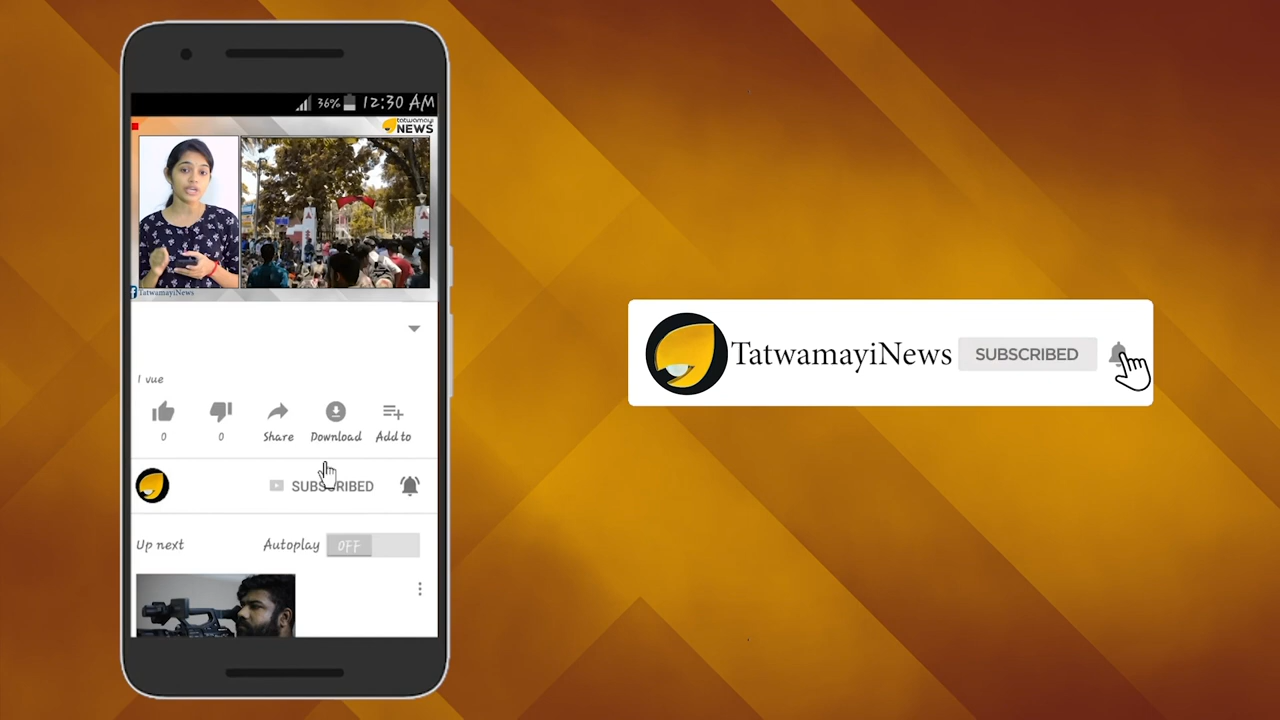 36% 12:30 AM
tatwamayi
NEWS
TatwamayiNews
1 vue
0 0 Share Download Add to
SUBSCRIBED
Up next Autoplay OFF
TatwamayiNews SUBSCRIBED